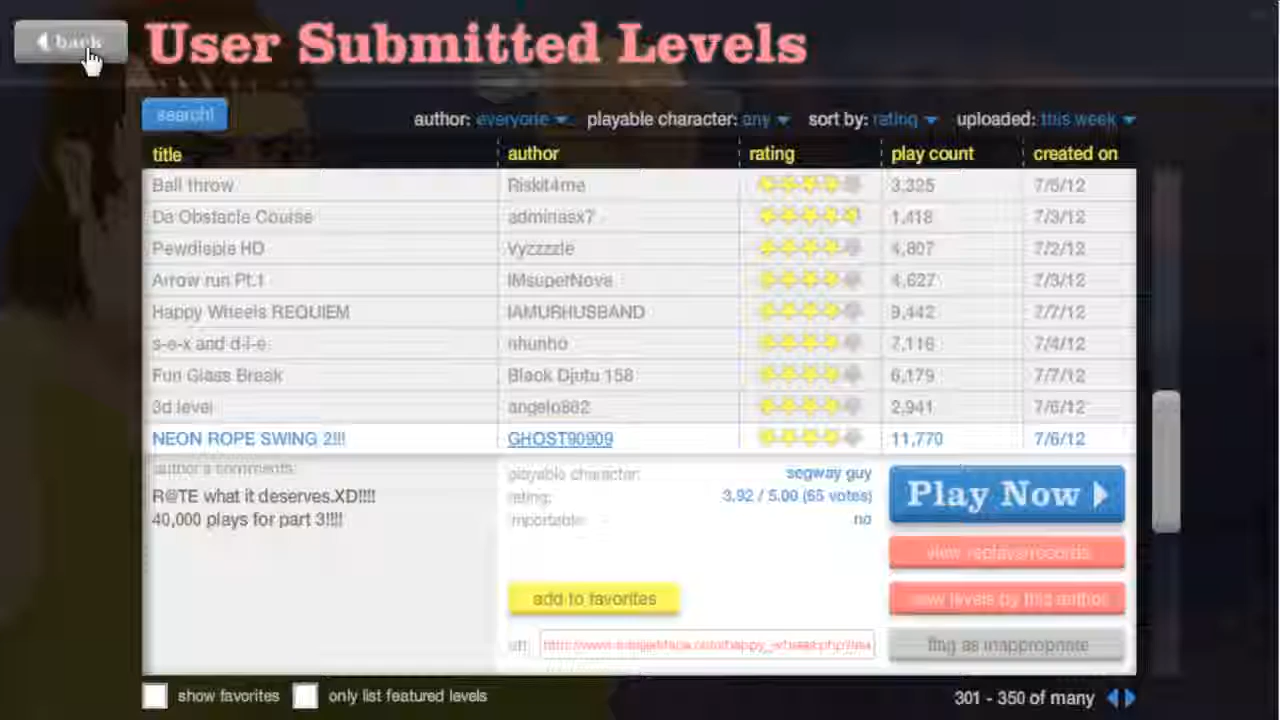 back
User Submitted Levels
search!
author: everyone playable character: any sort by: rating uploaded: this week
title author rating play count created on
Ball throw Riskit4me 3,325 7/5/12
Da Obstacle Course adminasx7 1,418 7/3/12
Pewdiepie HD Vyzzzzle 4,807 7/2/12
Arrow run Pt.1 IMsuperNova 4,627 7/3/12
Happy Wheels REQUIEM IAMURHUSBAND 9,442 7/7/12
s-e-x and d-i-e nhunho 7,116 7/4/12
Fun Glass Break Black Djutu 158 6,179 7/7/12
3d level angelo882 2,941 7/6/12
NEON ROPE SWING 2!!! GHOST90909 11,770 7/6/12
author's comments:
R@TE what it deserves.XD!!!!
40,000 plays for part 3!!!!
playable character: segway guy
rating: 3.92 / 5.00 (65 votes)
importable: no
Play Now
view replays/records
add to favorites
view levels by this author
url:
flag as inappropriate
show favorites only list featured levels 301 - 350 of many